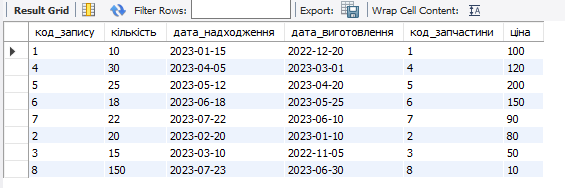 Result Grid Filter Rows: Export: Wrap Cell Content:
код_запису кількість дата_надходження дата_виготовлення код_запчастини ціна
1 10 2023-01-15 2022-12-20 1 100
4 30 2023-04-05 2023-03-01 4 120
5 25 2023-05-12 2023-04-20 5 200
6 18 2023-06-18 2023-05-25 6 150
7 22 2023-07-22 2023-06-10 7 90
2 20 2023-02-20 2023-01-10 2 80
3 15 2023-03-10 2022-11-05 3 50
8 150 2023-07-23 2023-06-30 8 10